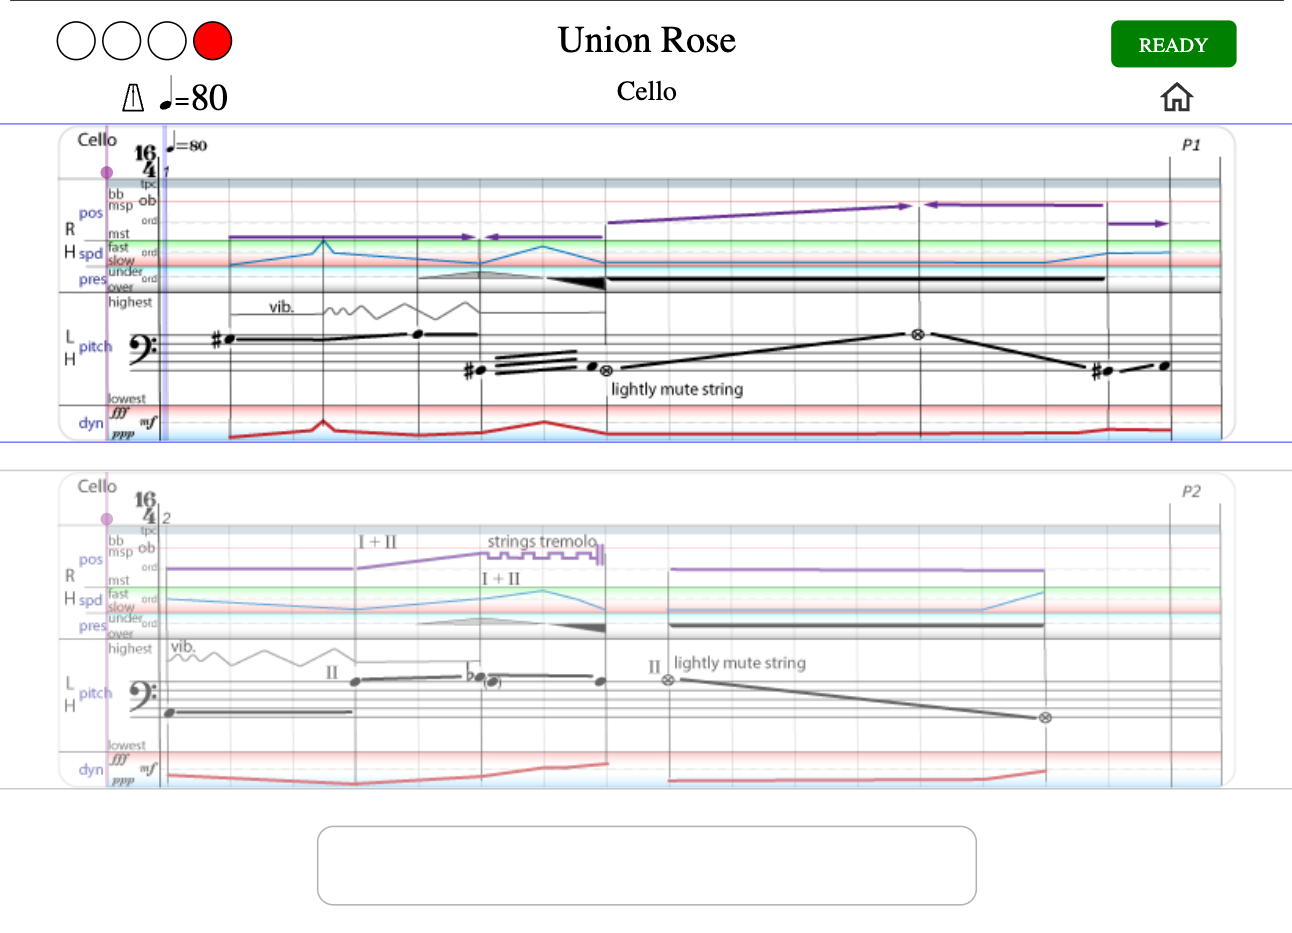 Union Rose
READY
=80
Cello
Cello
=80
P1
16
4
1
tpc
bb
ob
msp
pos
ord
R
mst
fast
H
spd
ord
slow
under
pres
ord
over
highest
vib.
L
pitch
H
lightly mute string
lowest
fff
dyn
mf
ppp
Cello
P2
16
4
2
tpc
I + II
strings tremolo
bb
ob
msp
pos
ord
R
mst
I + II
fast
H
spd
ord
slow
under
pres
ord
over
highest
vib.
II
II
lightly mute string
L
pitch
H
lowest
fff
dyn
mf
ppp